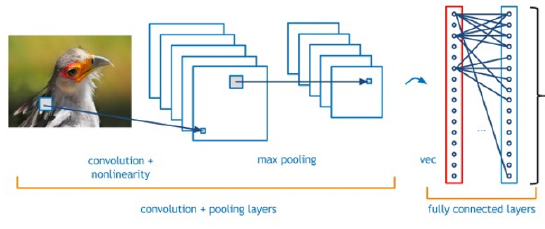 convolution +
nonlinearity
max pooling
vec
...
convolution + pooling layers
fully connected layers